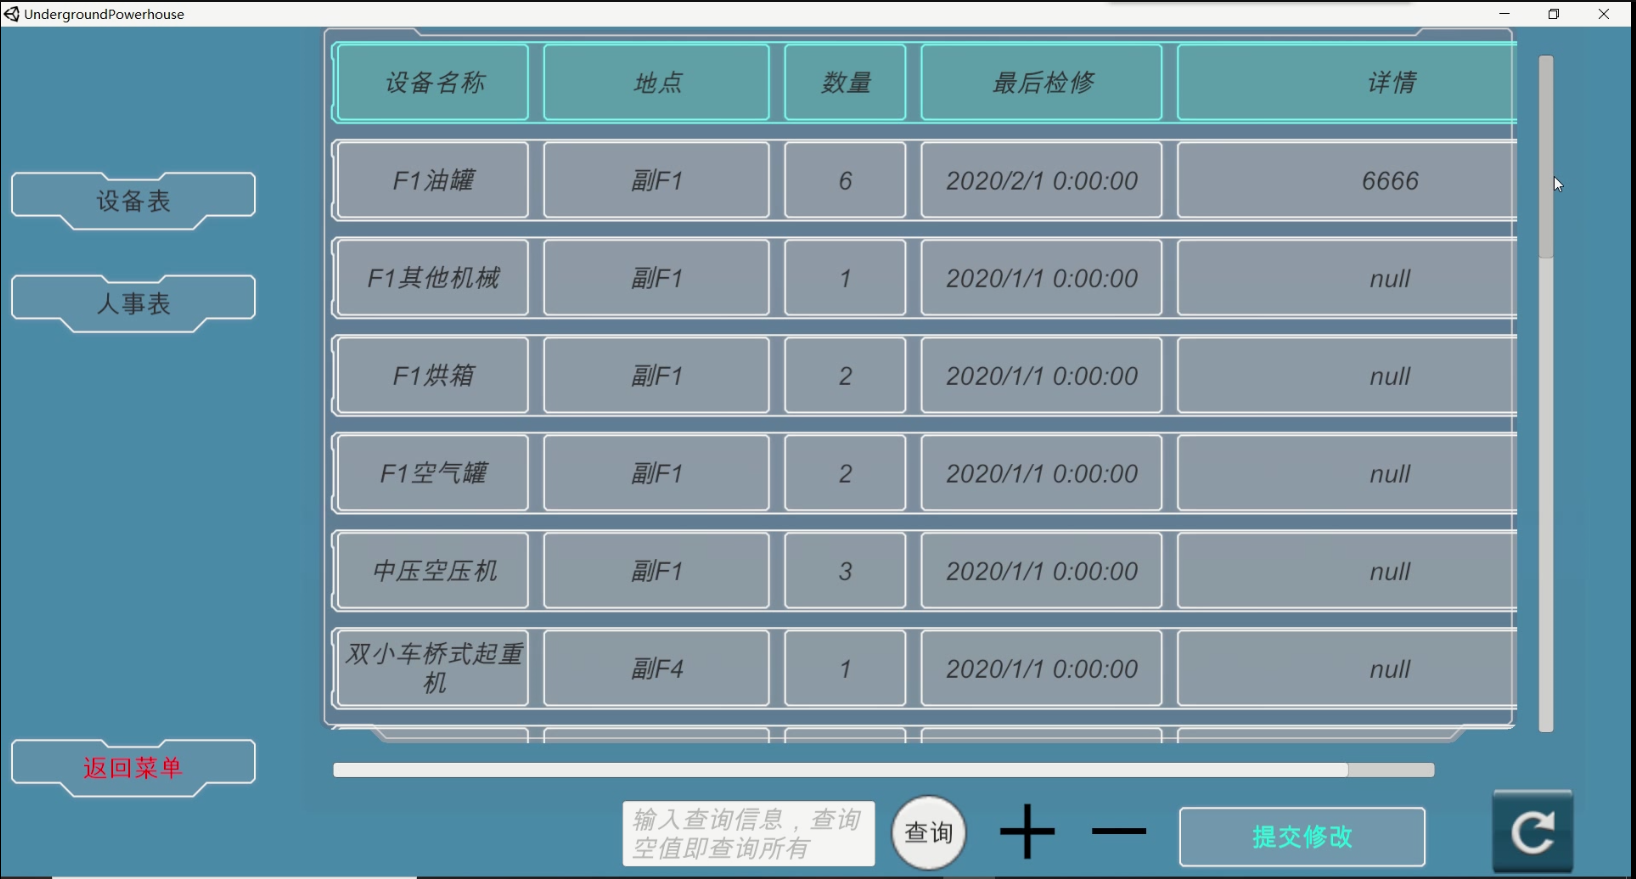 UndergroundPowerhouse
设备名称 地点 数量 最后检修 详情
F1油罐 副F1 6 2020/2/1 0:00:00 6666
设备表
F1其他机械 副F1 1 2020/1/1 0:00:00 null
人事表
F1烘箱 副F1 2 2020/1/1 0:00:00 null
F1空气罐 副F1 2 2020/1/1 0:00:00 null
中压空压机 副F1 3 2020/1/1 0:00:00 null
双小车桥式起重
机 副F4 1 2020/1/1 0:00:00 null
返回菜单
输入查询信息，查询
空值即查询所有
查询
提交修改